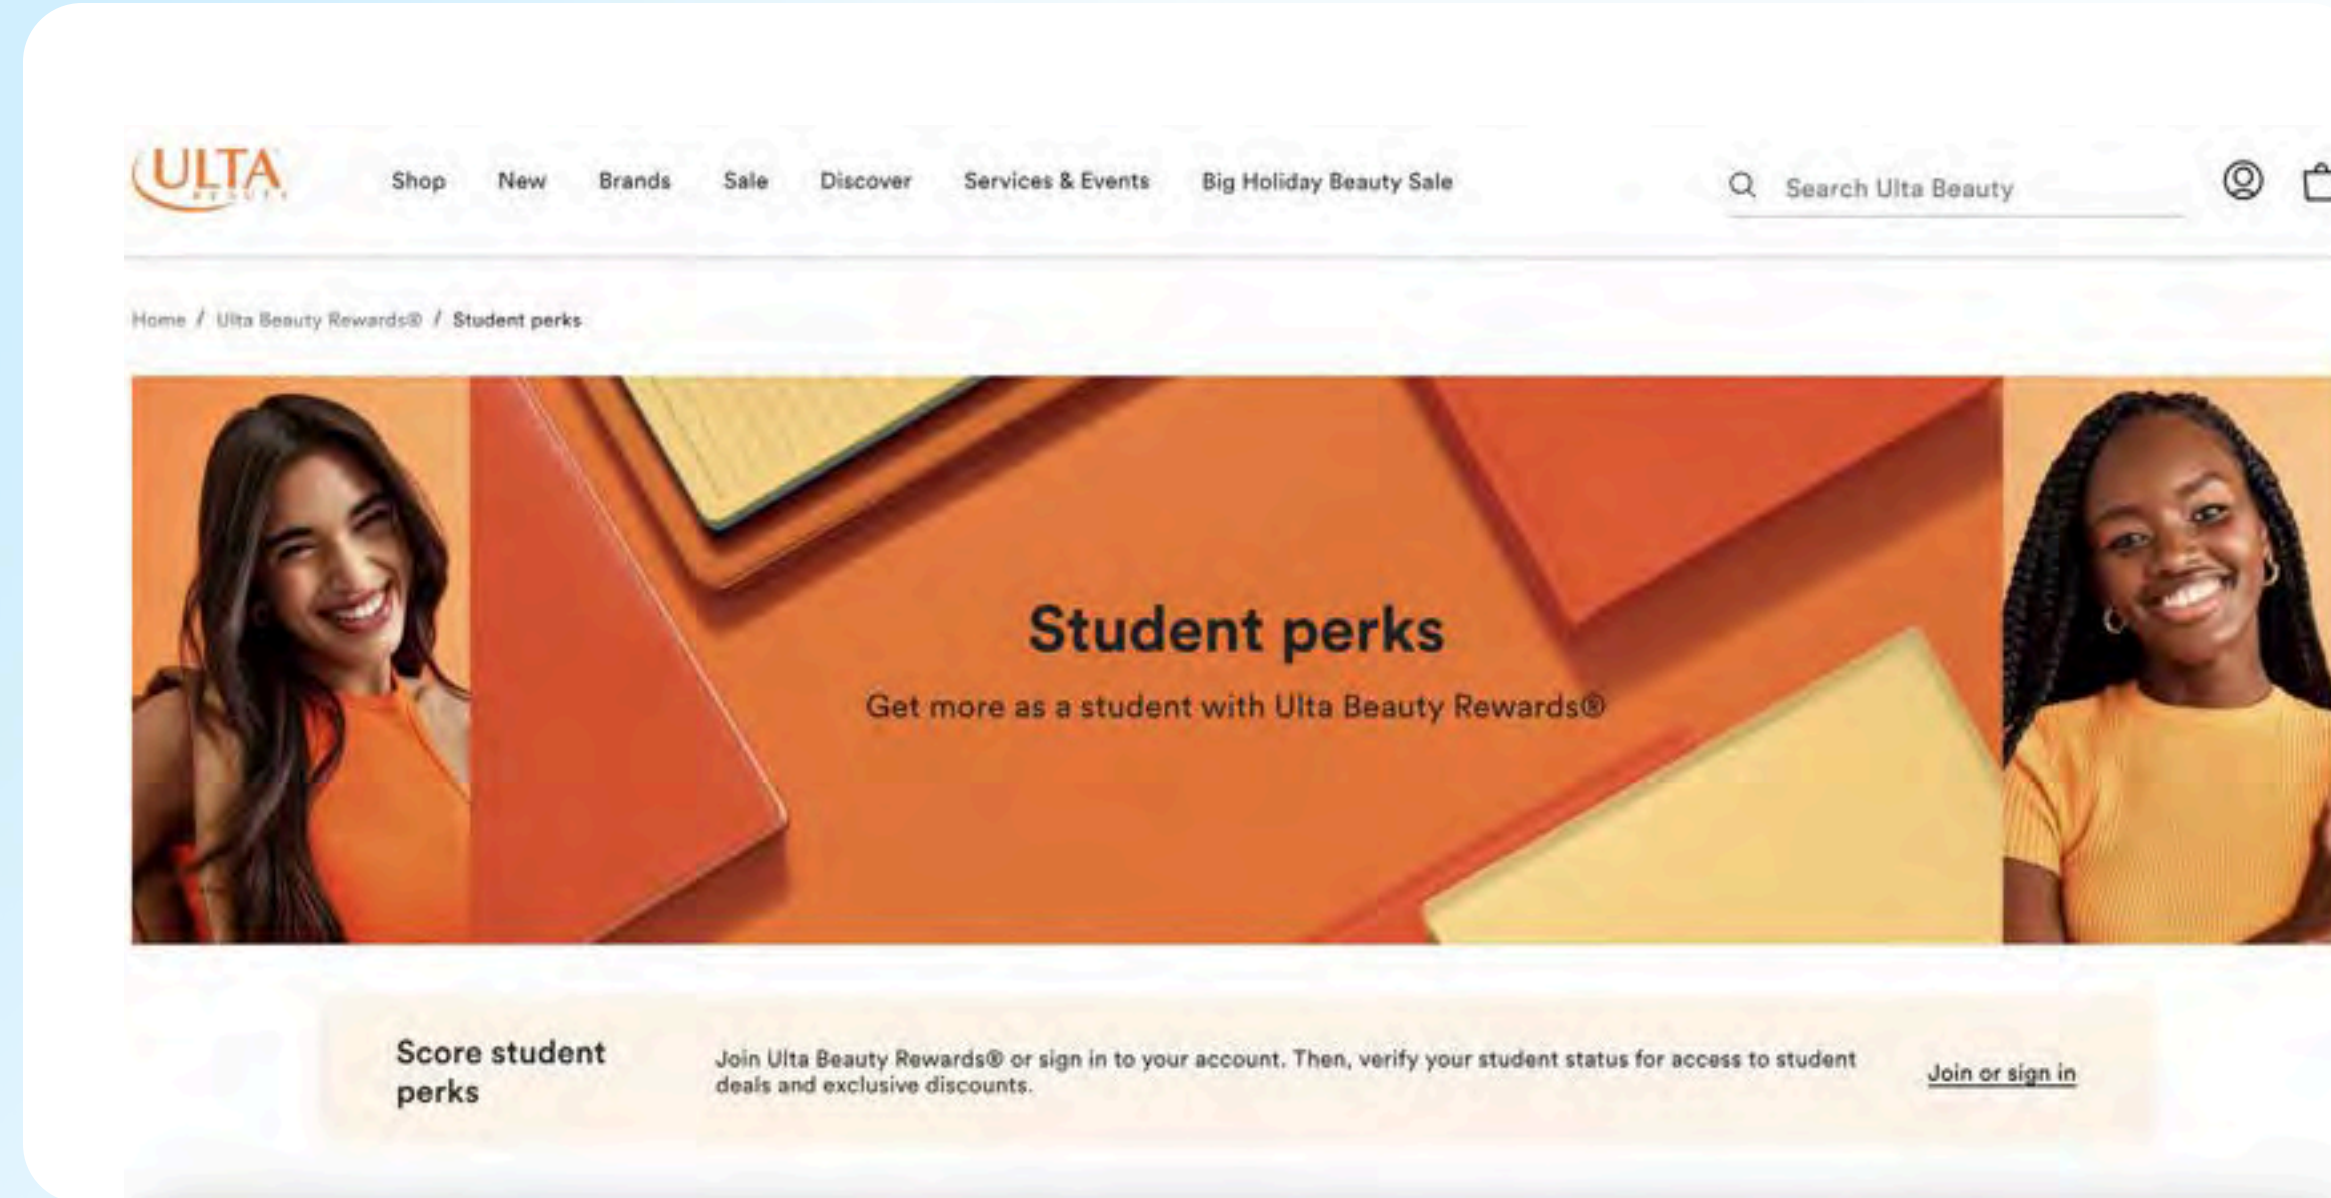 ULTA
BEAUTY
Shop New Brands Sale Discover Services & Events Big Holiday Beauty Sale Search Ulta Beauty
Home / Ulta Beauty Rewards® / Student perks
Student perks
Get more as a student with Ulta Beauty Rewards®
Score student
perks
Join Ulta Beauty Rewards® or sign in to your account. Then, verify your student status for access to student
deals and exclusive discounts.
Join or sign in